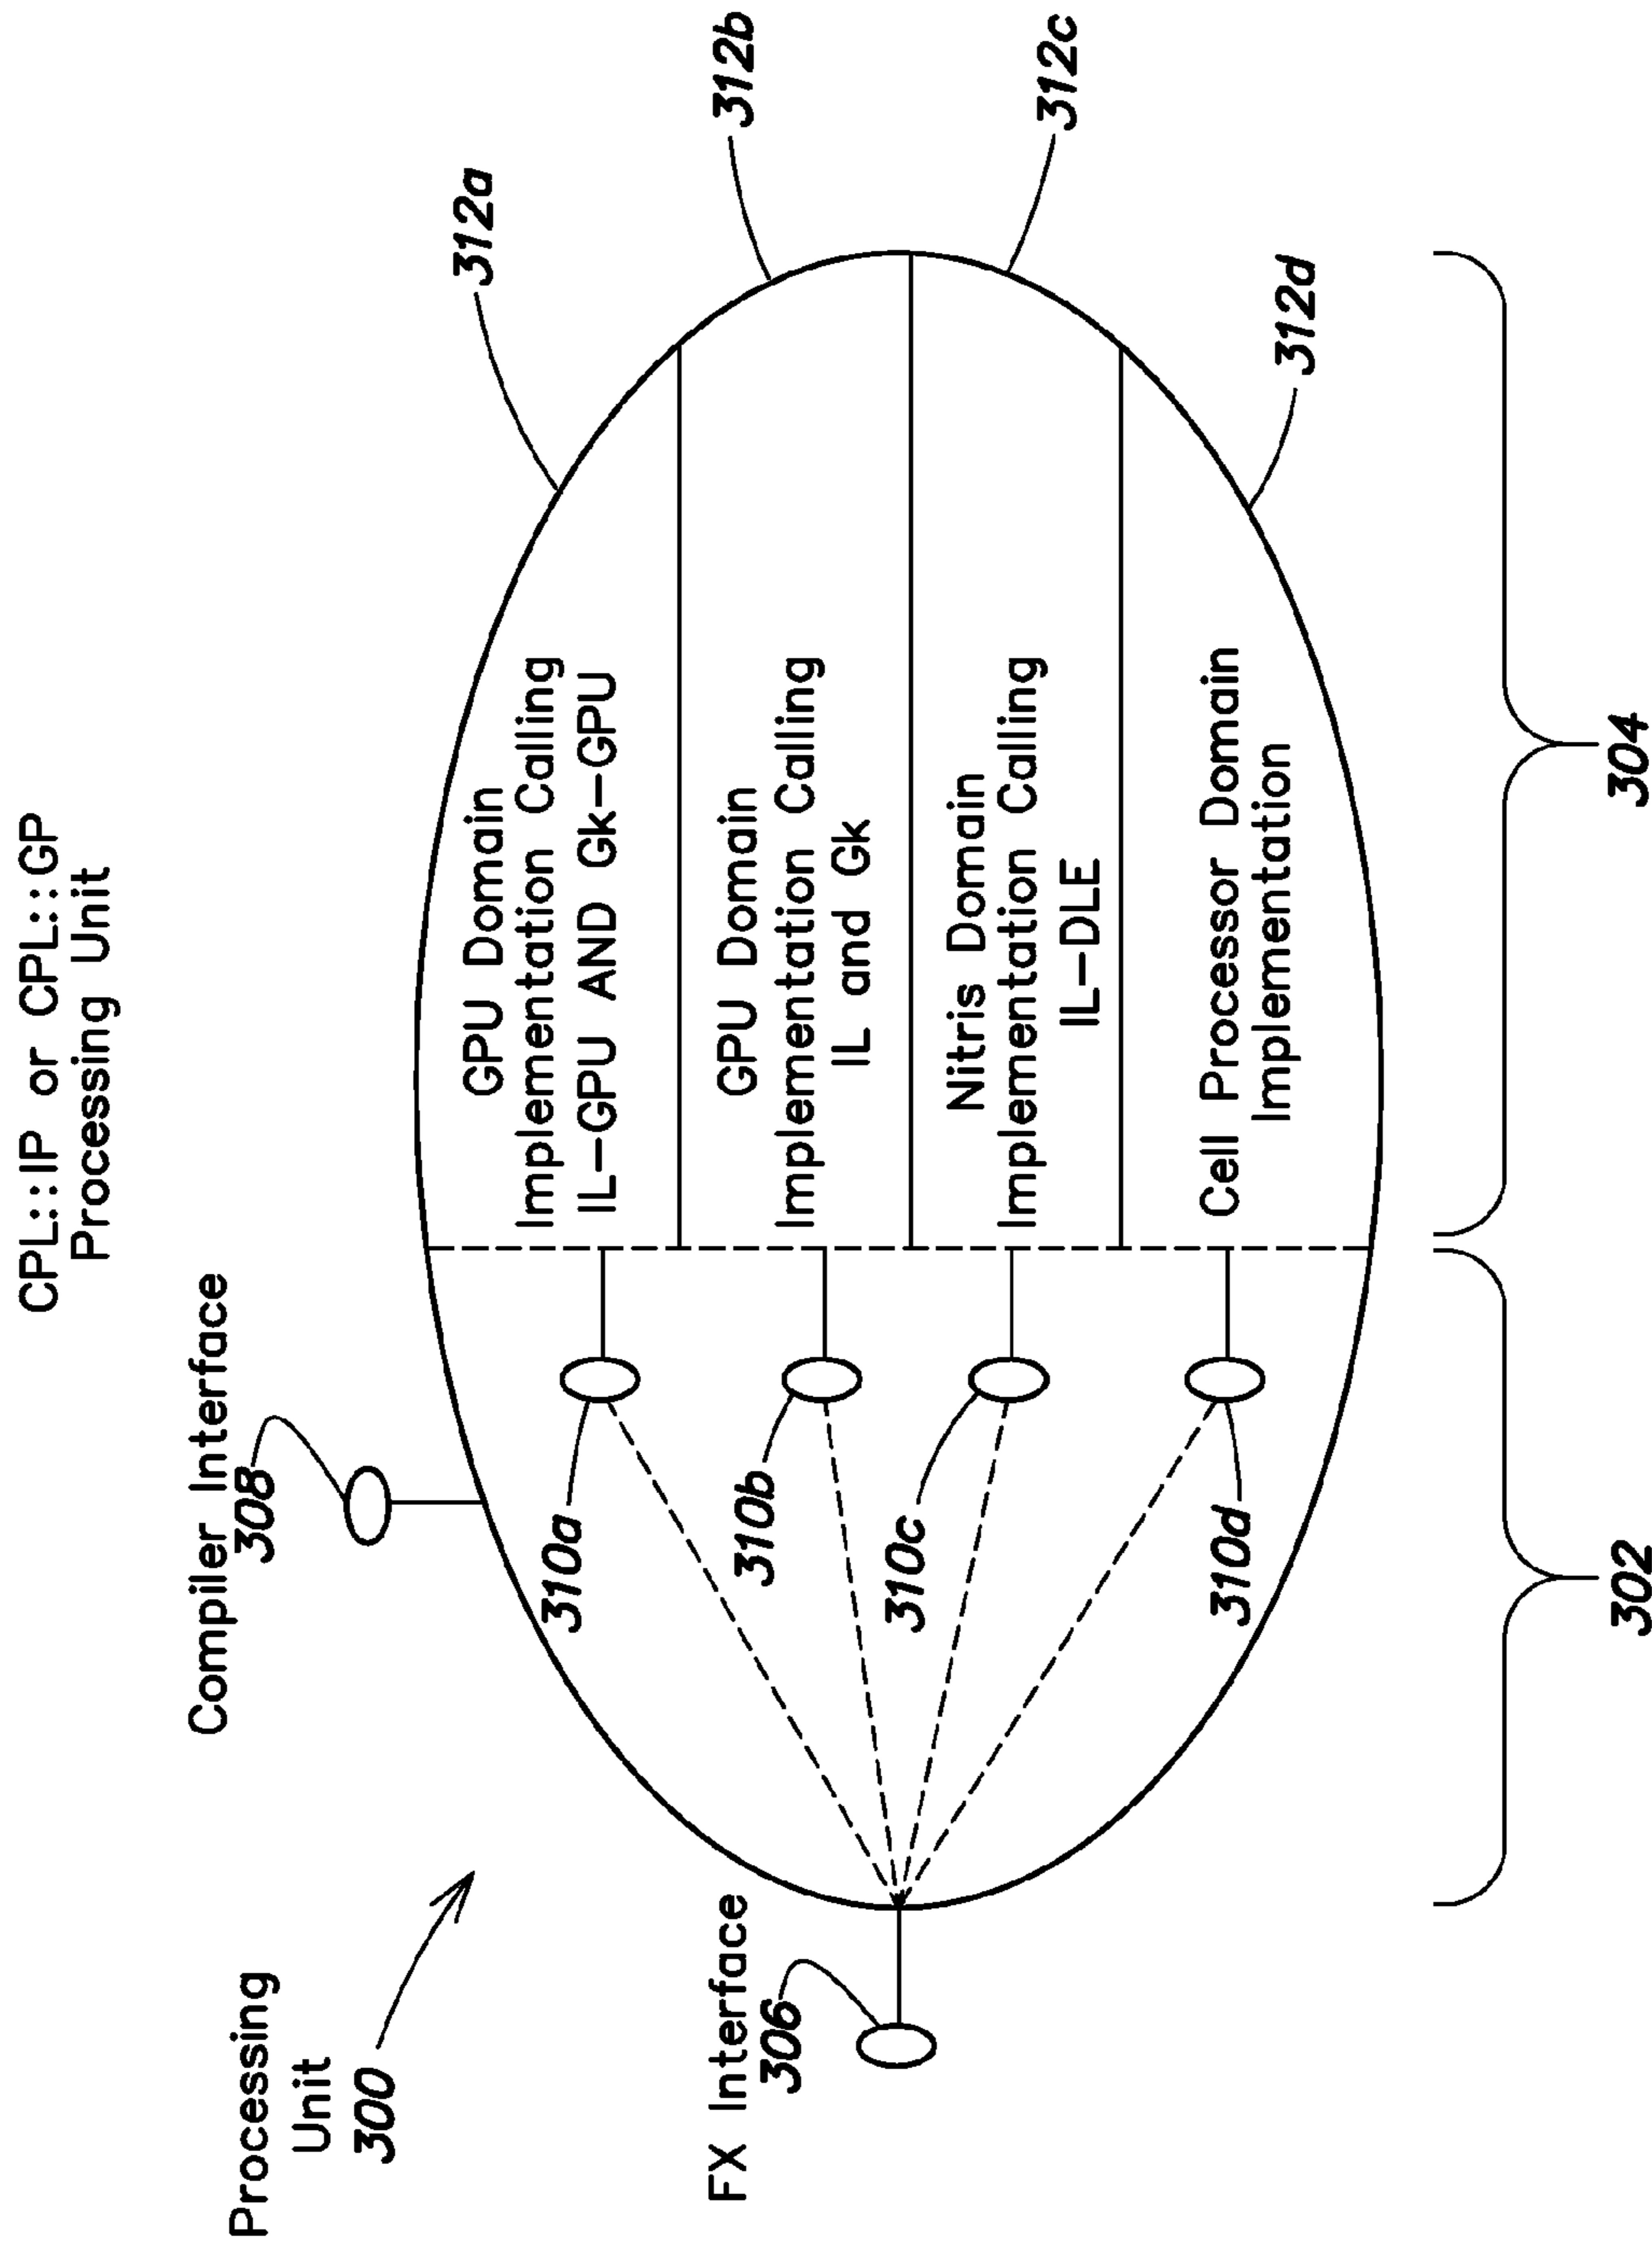 CPL::IP or CPL::GP
Processing Unit
Compiler Interface
308
Processing
Unit
300
FX Interface
306
310a
310b
310c
310d
GPU Domain
Implementation Calling
IL-GPU AND Gk-GPU
GPU Domain
Implementation Calling
IL and Gk
Nitris Domain
Implementation Calling
IL-DLE
Cell Processor Domain
Implementation
312a
312b
312c
312d
302
304